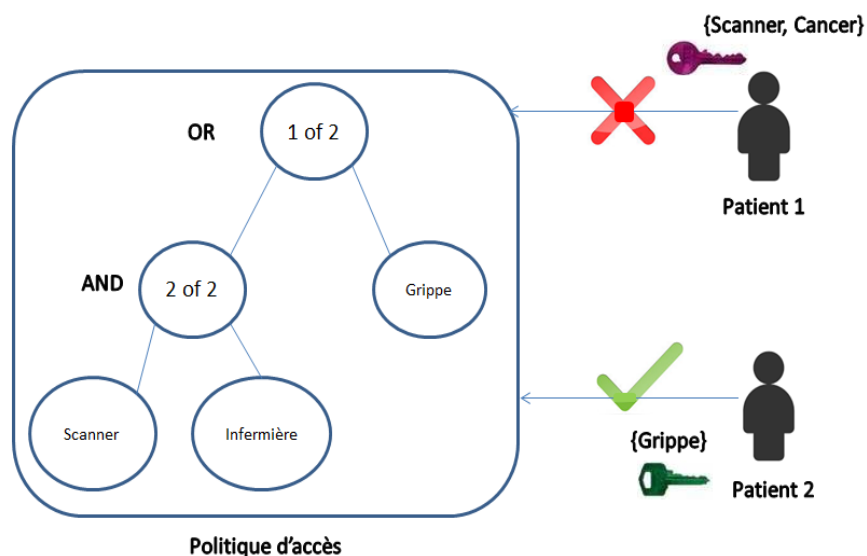 {Scanner, Cancer}
OR
1 of 2
Patient 1
AND
2 of 2
Grippe
Scanner
Infermière
{Grippe}
Patient 2
Politique d'accès